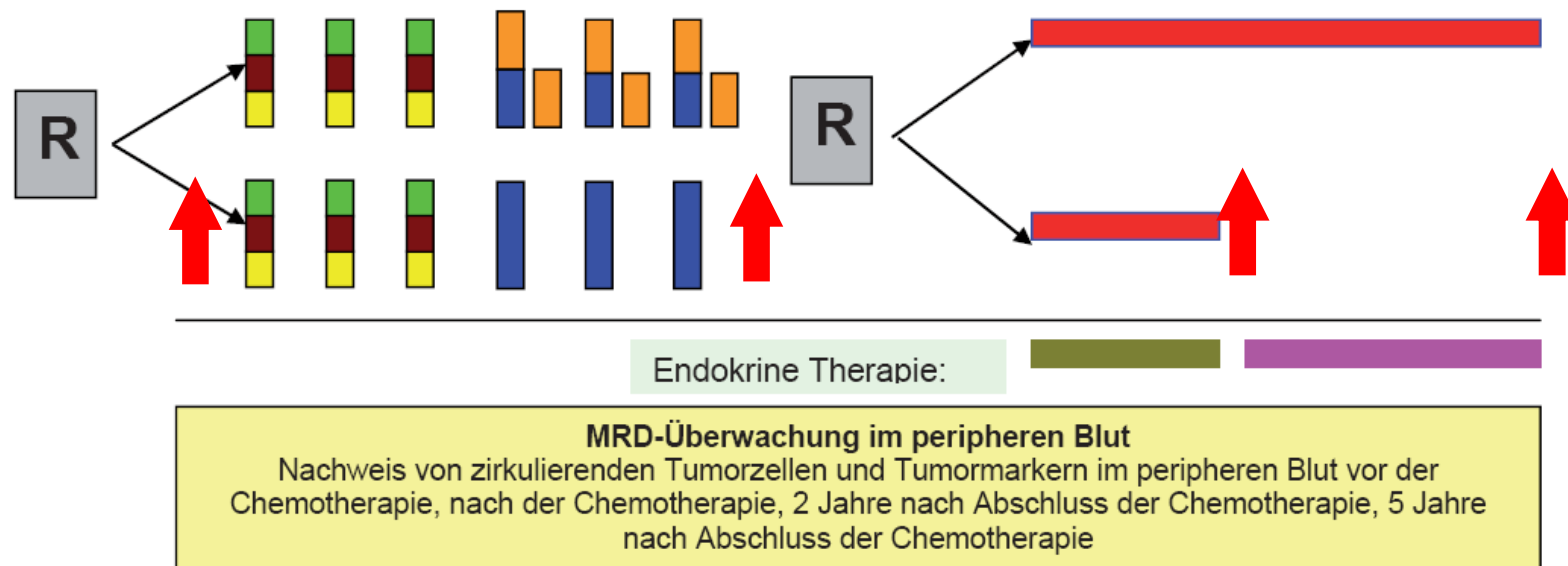 R
R
Endokrine Therapie:
MRD-Überwachung im peripheren Blut
Nachweis von zirkulierenden Tumorzellen und Tumormarkern im peripheren Blut vor der
Chemotherapie, nach der Chemotherapie, 2 Jahre nach Abschluss der Chemotherapie, 5 Jahre
nach Abschluss der Chemotherapie